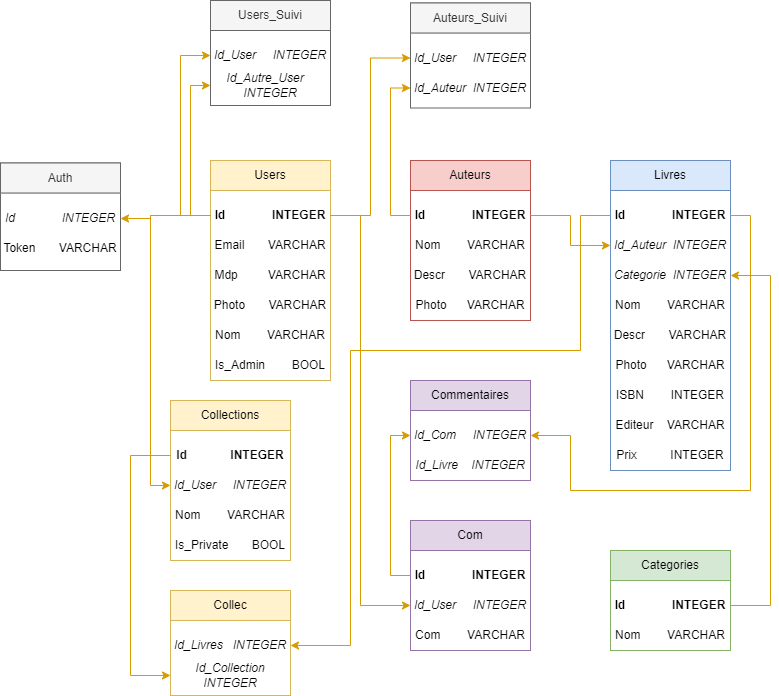 Users_Suivi
Id_User INTEGER
Id_Autre_User
INTEGER
Auteurs_Suivi
Id_User INTEGER
Id_Auteur INTEGER
Auth
Id INTEGER
Token VARCHAR
Users
Id INTEGER
Email VARCHAR
Mdp VARCHAR
Photo VARCHAR
Nom VARCHAR
Is_Admin BOOL
Auteurs
Id INTEGER
Nom VARCHAR
Descr VARCHAR
Photo VARCHAR
Livres
Id INTEGER
Id_Auteur INTEGER
Categorie INTEGER
Nom VARCHAR
Descr VARCHAR
Photo VARCHAR
ISBN INTEGER
Editeur VARCHAR
Prix INTEGER
Collections
Id INTEGER
Id_User INTEGER
Nom VARCHAR
Is_Private BOOL
Commentaires
Id_Com INTEGER
Id_Livre INTEGER
Com
Id INTEGER
Id_User INTEGER
Com VARCHAR
Categories
Id INTEGER
Nom VARCHAR
Collec
Id_Livres INTEGER
Id_Collection
INTEGER